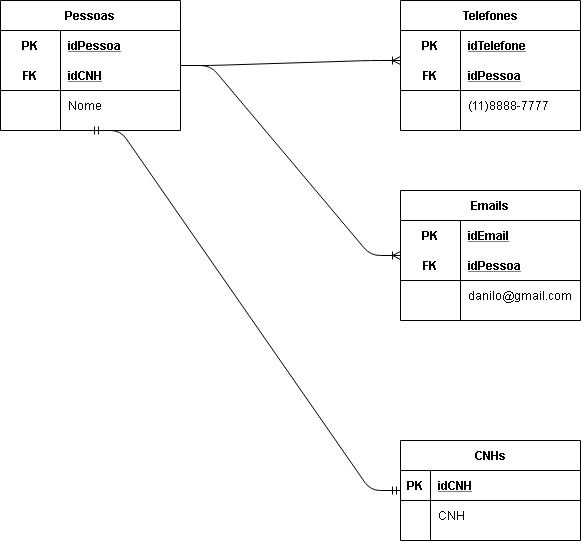 Pessoas
PK idPessoa
FK idCNH
Nome
Telefones
PK idTelefone
FK idPessoa
(11)8888-7777
Emails
PK idEmail
FK idPessoa
danilo@gmail.com
CNHs
PK idCNH
CNH